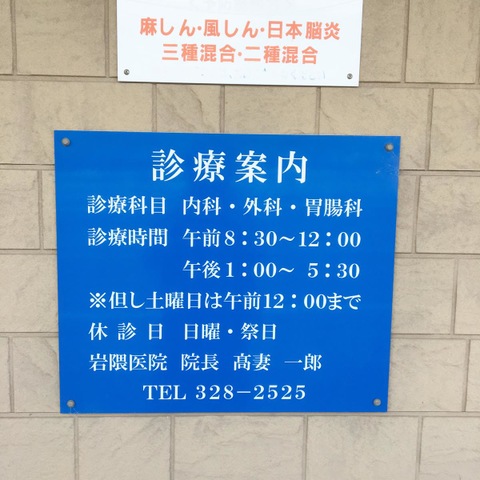 麻しん・風しん・日本脳炎
三種混合・二種混合
診療案内
診療科目 内科・外科・胃腸科
診療時間 午前8：30～12：00
午後1：00～ 5：30
※但し土曜日は午前12：00まで
休診日 日曜・祭日
岩隈医院 院長 髙妻 一郎
TEL 328－2525